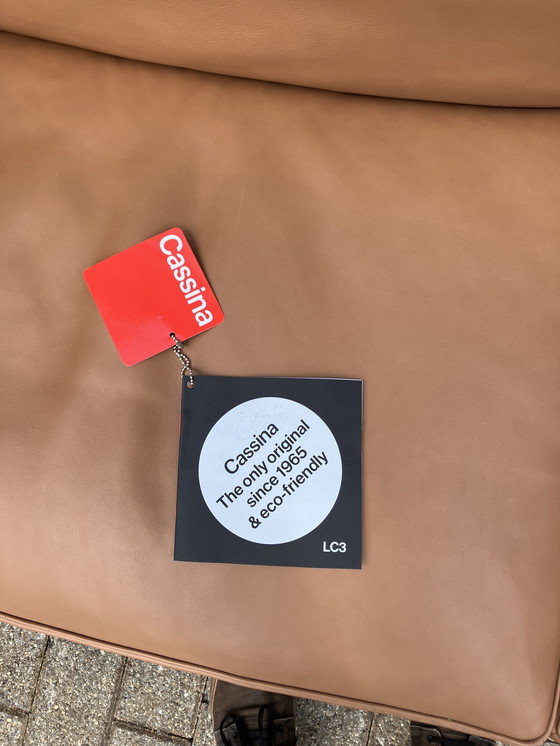 Cassina
Cassina
The only original
since 1965
& eco-friendly
LC3